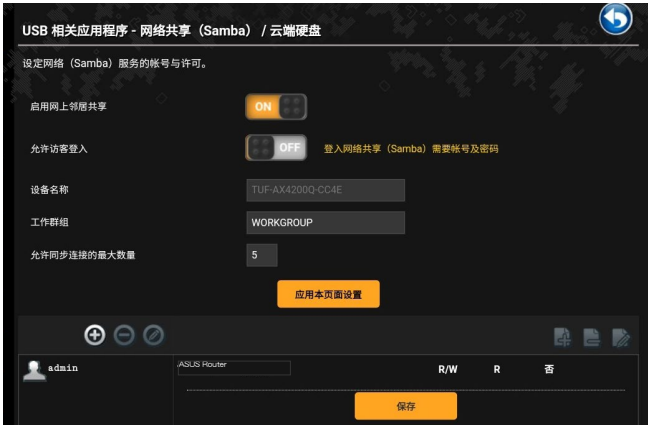 USB 相关应用程序 - 网络共享（Samba）/ 云端硬盘
设定网络（Samba）服务的帐号与许可。
启用网上邻居共享 ON
允许访客登入 OFF 登入网络共享（Samba）需要帐号及密码
设备名称 TUF-AX4200Q-CC4E
工作群组 WORKGROUP
允许同步连接的最大数量 5
应用本页面设置
admin ASUS Router R/W R 否
保存